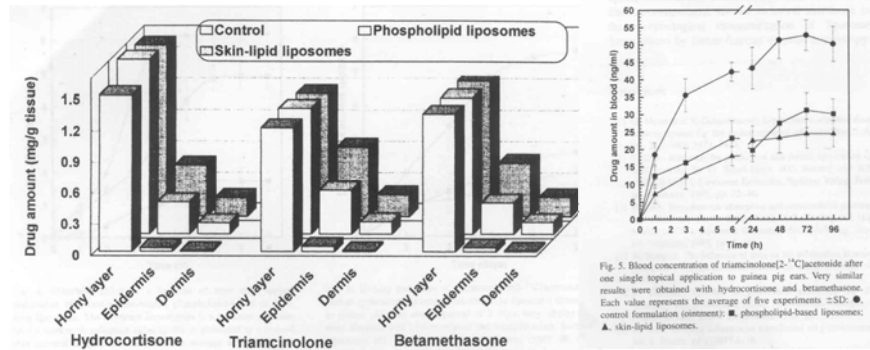 Control
Phospholipid liposomes
Skin-lipid liposomes
Drug amount (mg/g tissue)
1.5
1.2
0.9
0.6
0.3
0
Horny layer
Epidermis
Dermis
Horny layer
Epidermis
Dermis
Horny layer
Epidermis
Dermis
Hydrocortisone
Triamcinolone
Betamethasone
Drug amount in blood (ng/ml)
60
55
50
45
40
35
30
25
20
15
10
5
0
0 1 2 3 4 5 6 24 48 72 96
Time (h)
Fig. 5. Blood concentration of triamcinolone[2-¹⁴C]acetonide after
one single topical application to guinea pig ears. Very similar
results were obtained with hydrocortisone and betamethasone.
Each value represents the average of five experiments ±SD: ●,
control formulation (ointment); ■, phospholipid-based liposomes;
▲, skin-lipid liposomes.